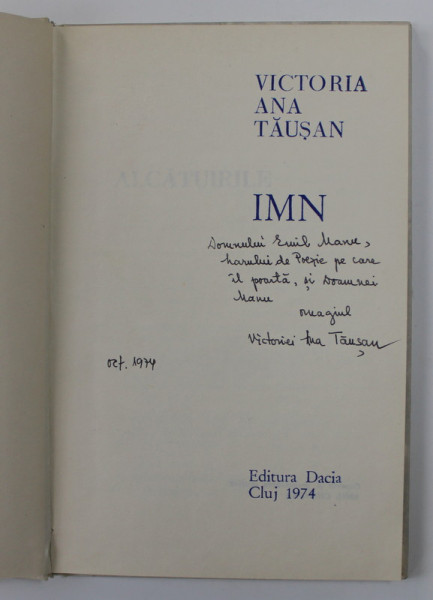 VICTORIA
ANA
TĂUȘAN
ALCATUIRILE
IMN
Domnului Emil Manu,
harului de Poezie pe care
îl poartă, și Doamnei
Manu
omagiul
Victoriei Ana Tăușan
oct. 1974
Editura Dacia
Cluj 1974